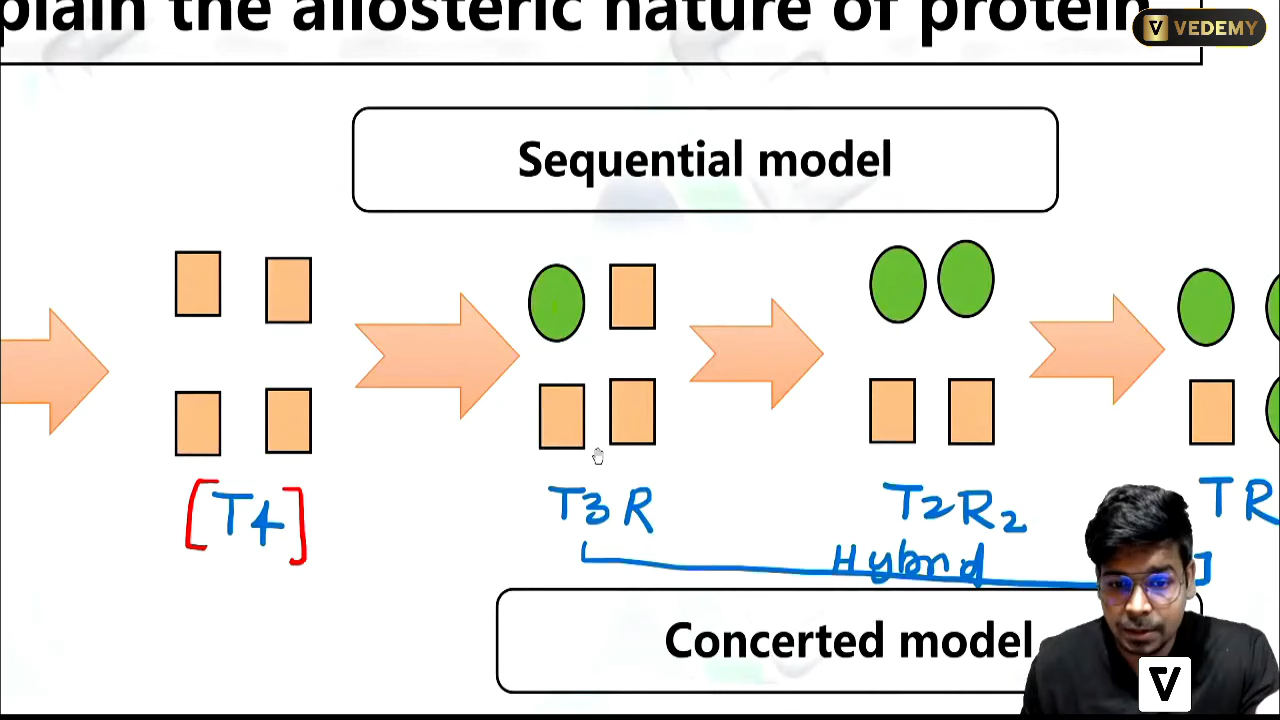 plain the allosteric nature of protein
VEDEMY
Sequential model
[T4]
T3R
T2R2
TR
Hybrid
Concerted model